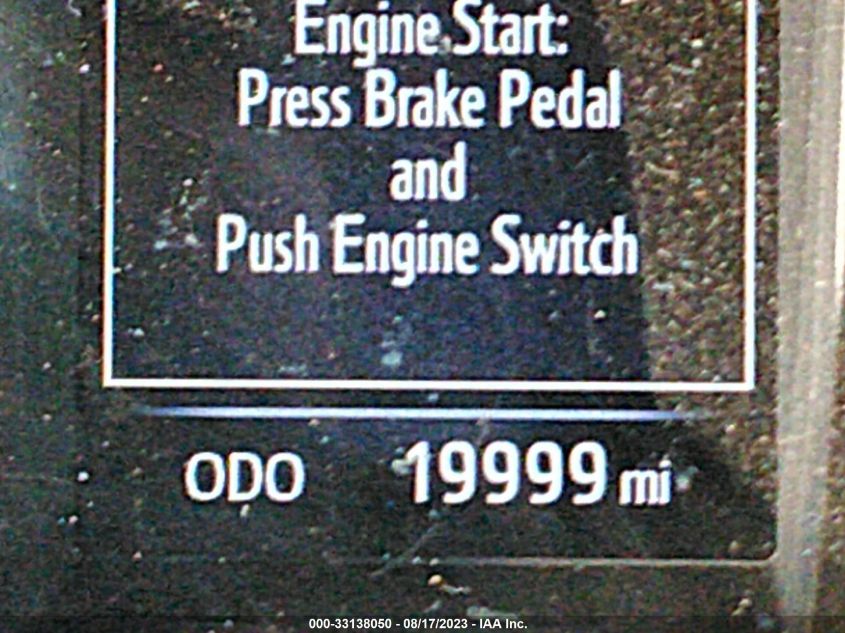 Engine Start:
Press Brake Pedal
and
Push Engine Switch
ODO 19999 mi
000-33138050 - 08/17/2023 - IAA Inc.